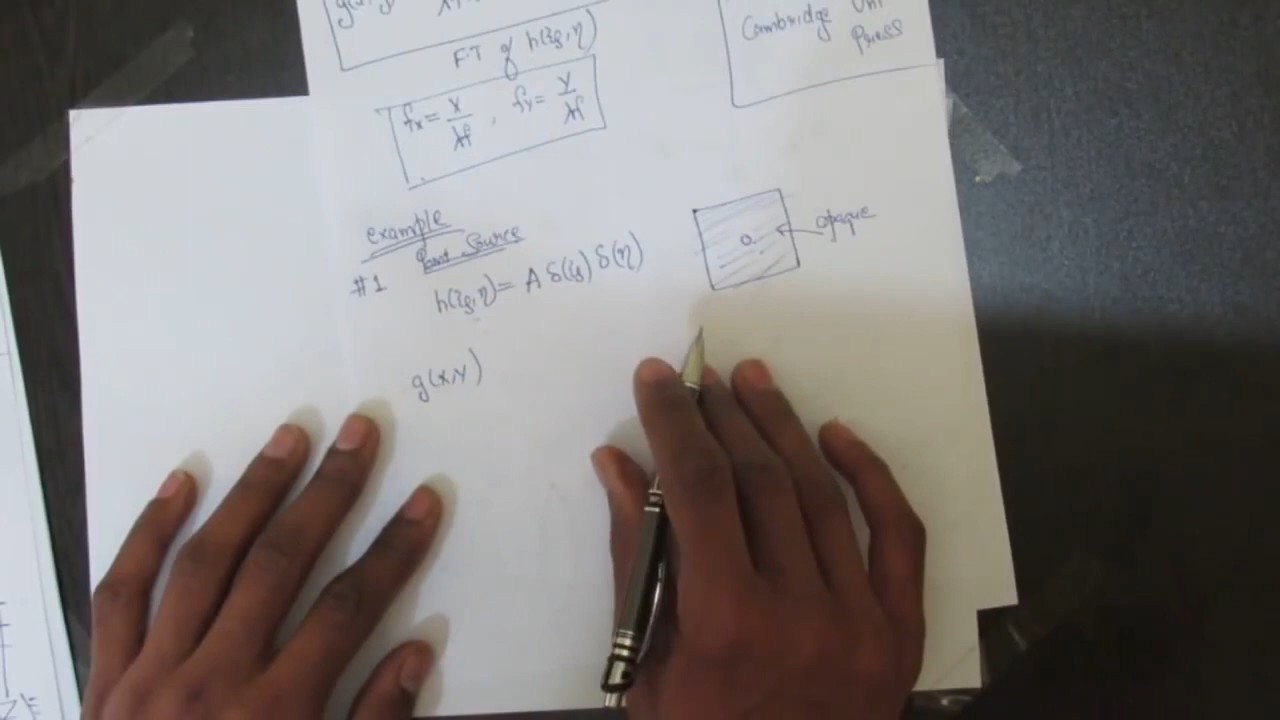 g(x,y)
FT of h(ξ,η)
fx = x/λf , fy = y/λf
Cambridge Uni
Press
example
#1 Point Source
h(ξ,η) = A δ(ξ) δ(η)
opaque
g(x,y)